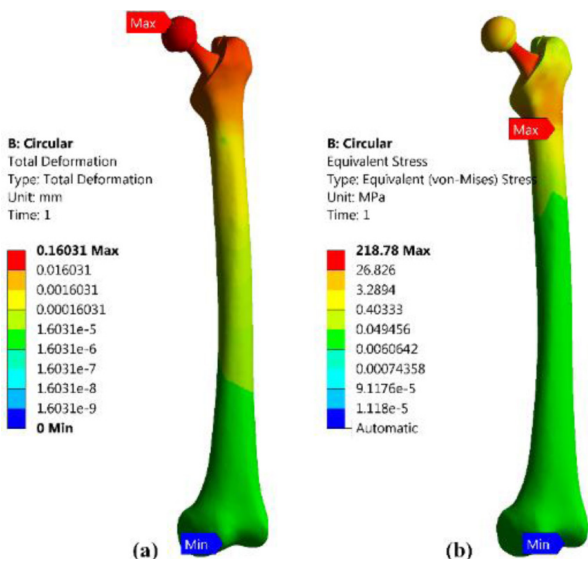 Max
B: Circular
Total Deformation
Type: Total Deformation
Unit: mm
Time: 1
0.16031 Max
0.016031
0.0016031
0.00016031
1.6031e-5
1.6031e-6
1.6031e-7
1.6031e-8
1.6031e-9
0 Min
Min
(a)
Max
B: Circular
Equivalent Stress
Type: Equivalent (von-Mises) Stress
Unit: MPa
Time: 1
218.78 Max
26.826
3.2894
0.40333
0.049456
0.0060642
0.00074358
9.1176e-5
1.118e-5
Automatic
Min
(b)